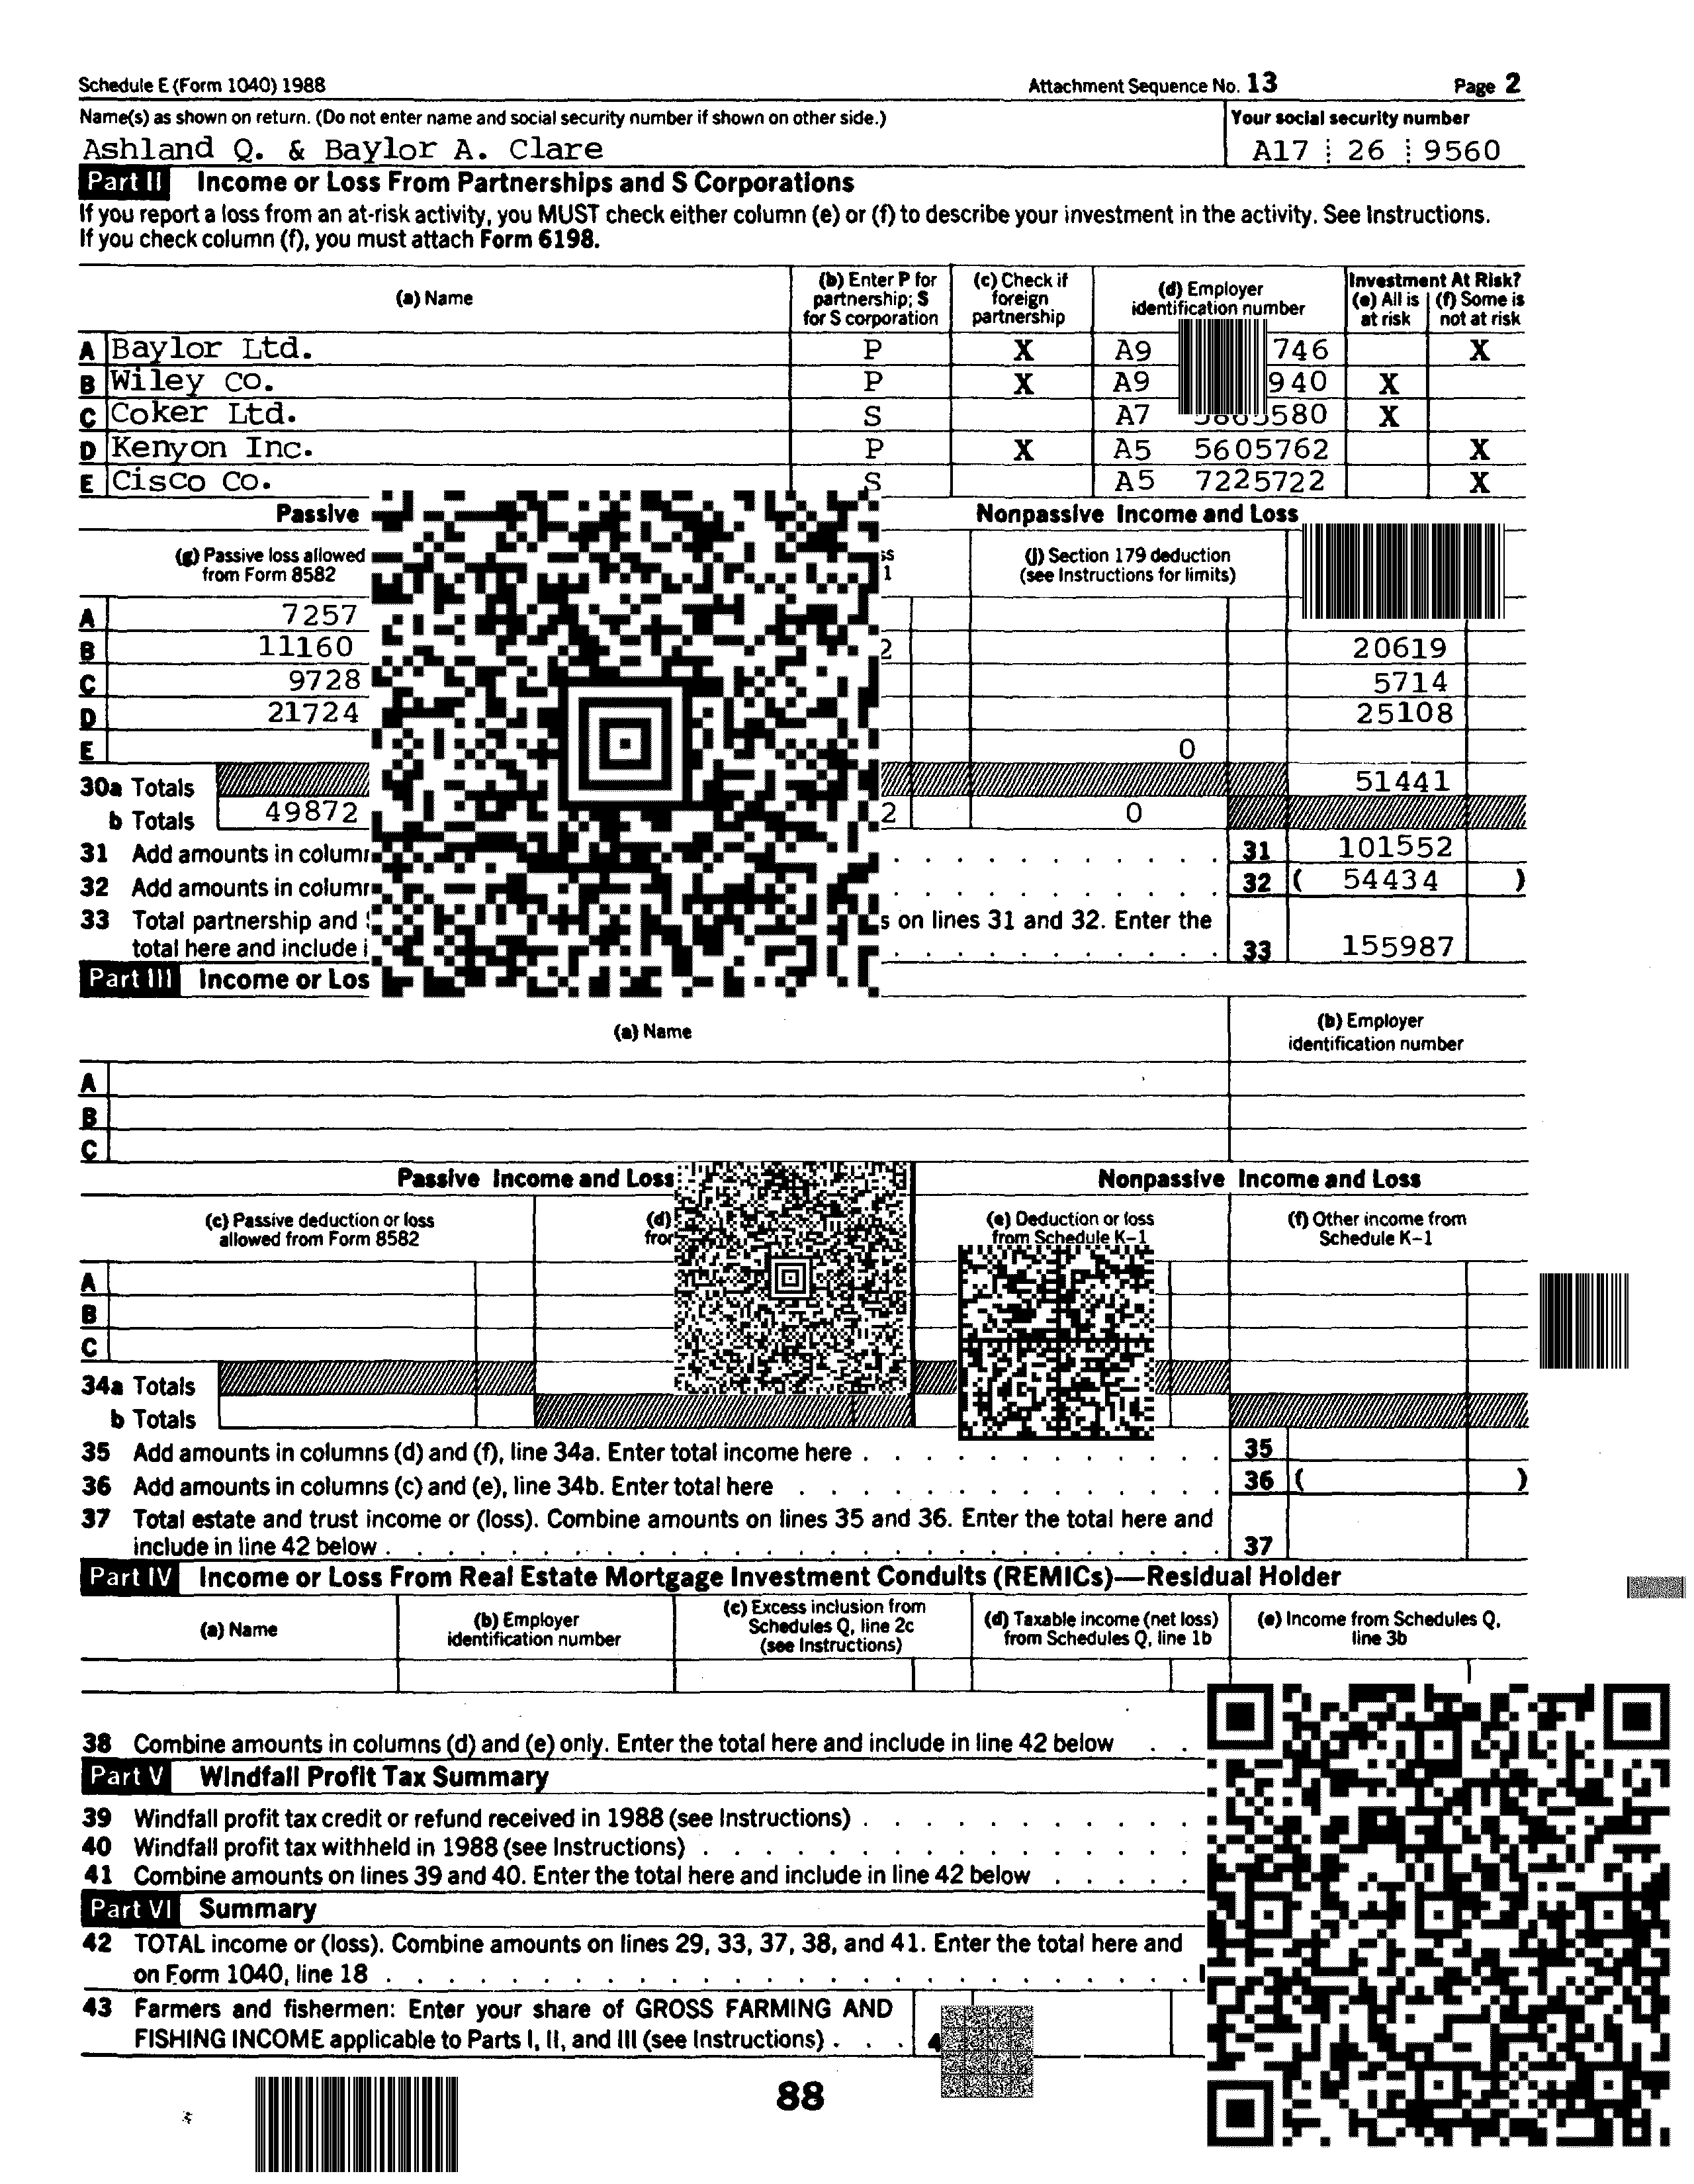 Schedule E (Form 1040) 1988 Attachment Sequence No. 13 Page 2
Name(s) as shown on return. (Do not enter name and social security number if shown on other side.) Your social security number
Ashland Q. & Baylor A. Clare A17 26 9560
Part II Income or Loss From Partnerships and S Corporations
If you report a loss from an at-risk activity, you MUST check either column (e) or (f) to describe your investment in the activity. See Instructions.
If you check column (f), you must attach Form 6198.
(a) Name (b) Enter P for partnership; S for S corporation (c) Check if foreign partnership (d) Employer identification number Investment At Risk? (e) All is at risk (f) Some is not at risk
A Baylor Ltd. P X A9 746 X
B Wiley Co. P X A9 940 X
C Coker Ltd. S A7 580 X
D Kenyon Inc. P X A5 5605762 X
E Cisco Co. S A5 7225722 X
Passive Nonpassive Income and Loss
(g) Passive loss allowed from Form 8582 (j) Section 179 deduction (see Instructions for limits)
A 7257
B 11160 2 20619
C 9728 5714
D 21724 25108
E 0
30a Totals 51441
b Totals 49872 2 0
31 Add amounts in 31 101552
32 Add amounts in 32 ( 54434 )
33 Total partnership and on lines 31 and 32. Enter the
total here and include 33 155987
Part III Income or
(a) Name (b) Employer identification number
A
B
C
Passive Income and Loss Nonpassive Income and Loss
(c) Passive deduction or loss allowed from Form 8582 (d) (e) Deduction or loss from Schedule K-1 (f) Other income from Schedule K-1
A
B
C
34a Totals
b Totals
35 Add amounts in columns (d) and (f), line 34a. Enter total income here 35
36 Add amounts in columns (c) and (e), line 34b. Enter total here 36 ( )
37 Total estate and trust income or (loss). Combine amounts on lines 35 and 36. Enter the total here and
include in line 42 below 37
Part IV Income or Loss From Real Estate Mortgage Investment Conduits (REMICs)—Residual Holder
(a) Name (b) Employer identification number (c) Excess inclusion from Schedules Q, line 2c (see Instructions) (d) Taxable income (net loss) from Schedules Q, line 1b (e) Income from Schedules Q, line 3b
38 Combine amounts in columns (d) and (e) only. Enter the total here and include in line 42 below
Part V Windfall Profit Tax Summary
39 Windfall profit tax credit or refund received in 1988 (see Instructions)
40 Windfall profit tax withheld in 1988 (see Instructions)
41 Combine amounts on lines 39 and 40. Enter the total here and include in line 42 below
Part VI Summary
42 TOTAL income or (loss). Combine amounts on lines 29, 33, 37, 38, and 41. Enter the total here and
on Form 1040, line 18
43 Farmers and fishermen: Enter your share of GROSS FARMING AND
FISHING INCOME applicable to Parts I, II, and III (see Instructions)
88